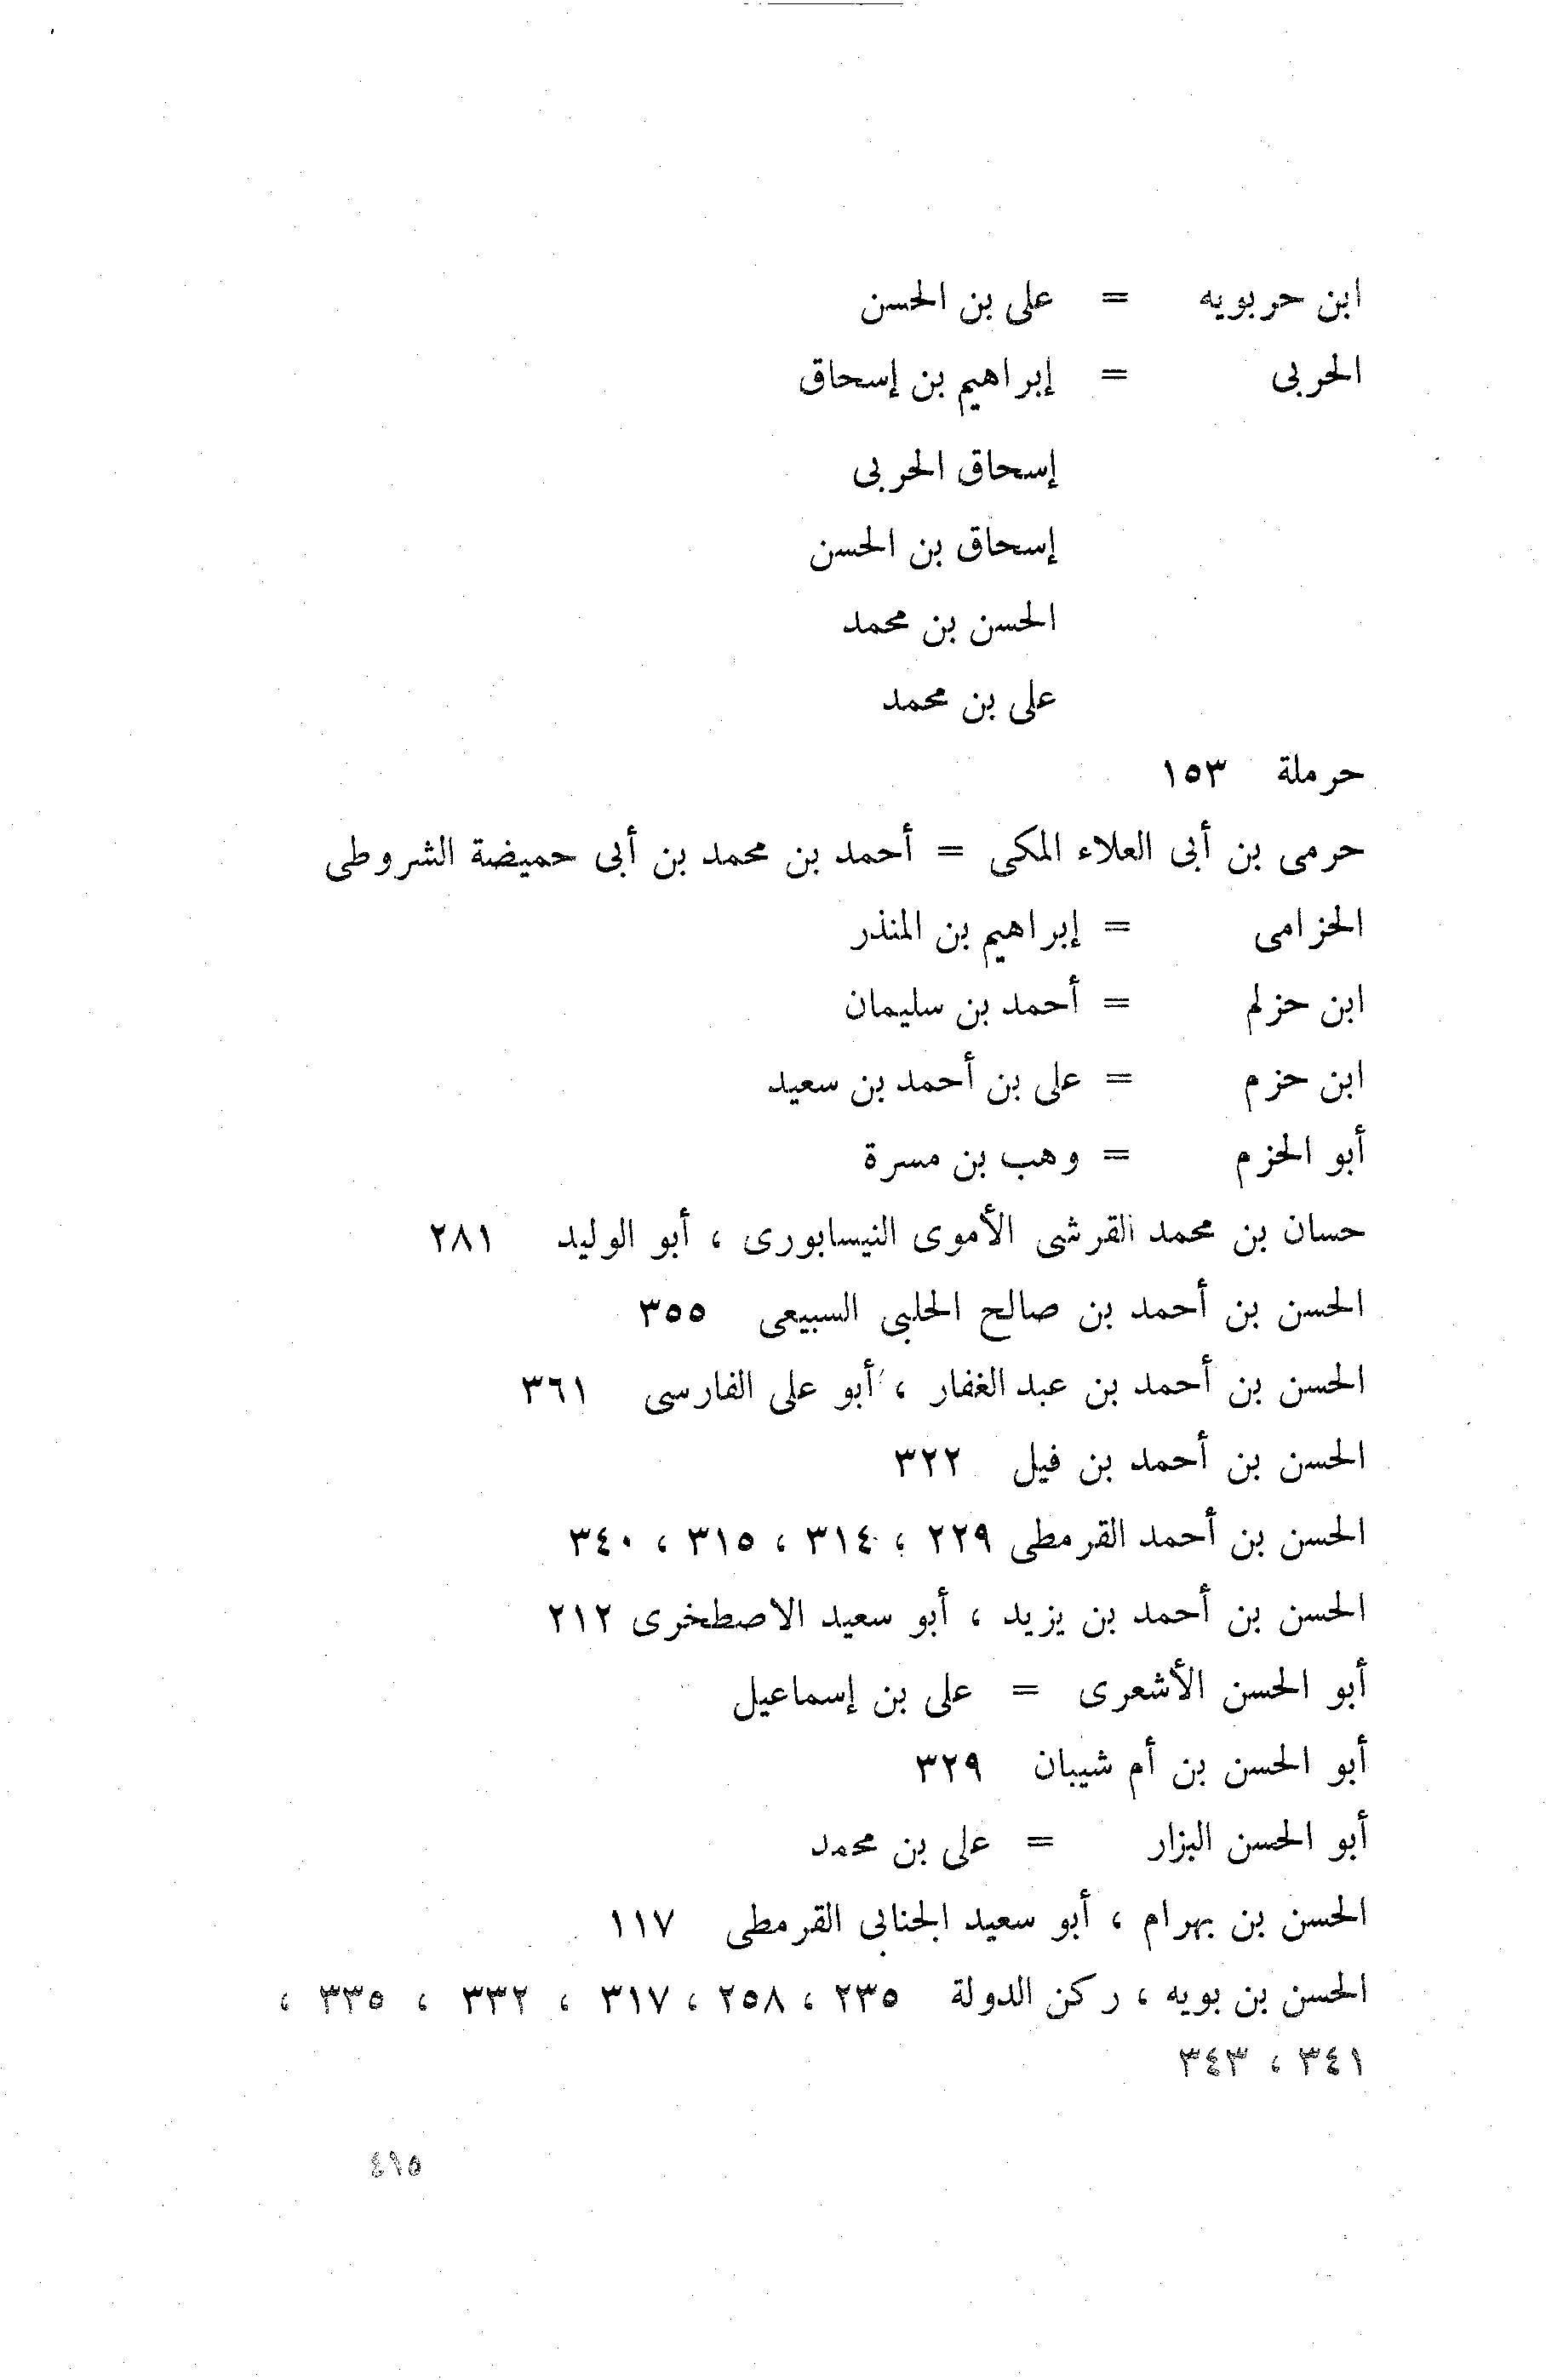 ابن حربويه = على بن الحسن
الحربى = إبراهيم بن إسحاق
إسحاق الحربى
إسحاق بن الحسن
الحسن بن محمد
على بن محمد
حرملة ١٥٣
حرمى بن أبى العلاء المكى = أحمد بن محمد بن أبى حميضة الشروطى
الحزامى = إبراهيم بن المنذر
ابن حزلم = أحمد بن سليمان
ابن حزم = على بن أحمد بن سعيد
أبو الحزم = وهب بن مسرة
حسان بن محمد القرشى الأموى النيسابورى ، أبو الوليد ٢٨١
الحسن بن أحمد بن صالح الحلبى السبيعى ٣٥٥
الحسن بن أحمد بن عبد الغفار ، أبو على الفارسى ٣٦١
الحسن بن أحمد بن فيل ٣٢٢
الحسن بن أحمد القرمطى ٢٢٩ ، ٣١٤ ، ٣١٥ ، ٣٤٠
الحسن بن أحمد بن يزيد ، أبو سعيد الاصطخرى ٢١٢
أبو الحسن الأشعرى = على بن إسماعيل
أبو الحسن بن أم شيبان ٣٢٩
أبو الحسن البزار = على بن محمد
الحسن بن بهرام ، أبو سعيد الجنابى القرمطى ١١٧
الحسن بن بويه ، ركن الدولة ٢٣٥ ، ٢٥٨ ، ٣١٧ ، ٣٣٢ ، ٣٣٥ ،
٣٤١ ، ٣٤٣
٤١٥